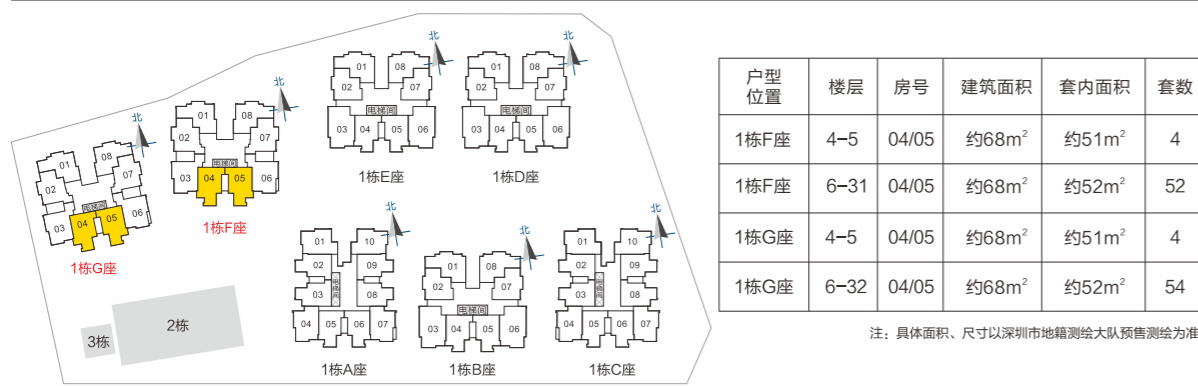 北
01
08
02
07
电梯间
03
04
05
06
1栋E座
北
01
08
02
07
电梯间
03
04
05
06
1栋D座
北
01
08
02
07
电梯间
03
04
05
06
1栋F座
北
01
08
02
07
电梯间
03
04
05
06
1栋G座
北
01
10
02
09
电梯间
03
08
04
05
06
07
1栋A座
北
01
08
02
07
电梯间
03
04
05
06
1栋B座
北
01
10
02
09
电梯间
03
08
04
05
06
07
1栋C座
2栋
3栋
户型位置 楼层 房号 建筑面积 套内面积 套数
1栋F座 4-5 04/05 约68m² 约51m² 4
1栋F座 6-31 04/05 约68m² 约52m² 52
1栋G座 4-5 04/05 约68m² 约51m² 4
1栋G座 6-32 04/05 约68m² 约52m² 54
注：具体面积、尺寸以深圳市地籍测绘大队预售测绘为准